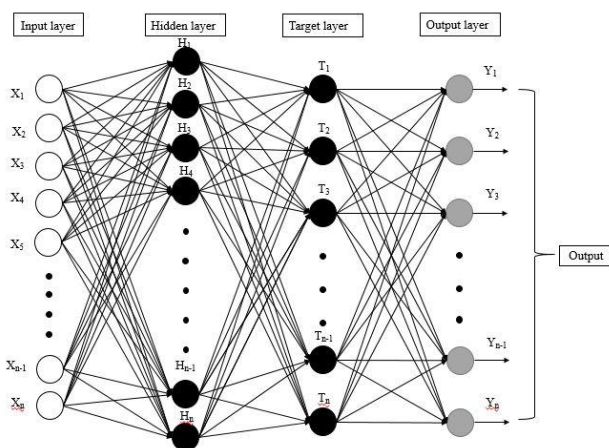 Input layer
Hidden layer
Target layer
Output layer
H1
H2
H3
H4
Hn-1
Hn
X1
X2
X3
X4
X5
Xn-1
Xn
T1
T2
T3
Tn-1
Tn
Y1
Y2
Y3
Yn-1
Yn
Output